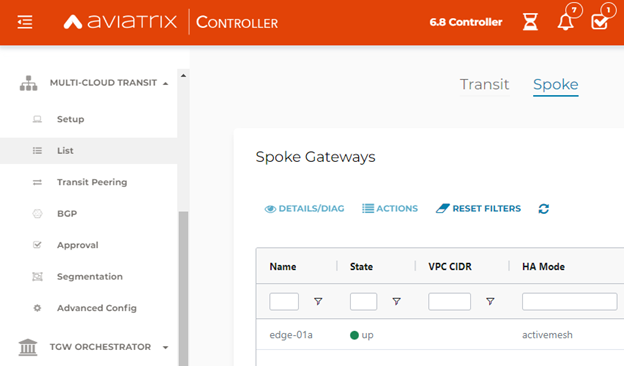 AVIATRIX CONTROLLER 6.8 Controller 7 1
MULTI-CLOUD TRANSIT
Setup
List
Transit Peering
BGP
Approval
Segmentation
Advanced Config
TGW ORCHESTRATOR
Transit Spoke
Spoke Gateways
DETAILS/DIAG ACTIONS RESET FILTERS
Name State VPC CIDR HA Mode
edge-01a up activemesh